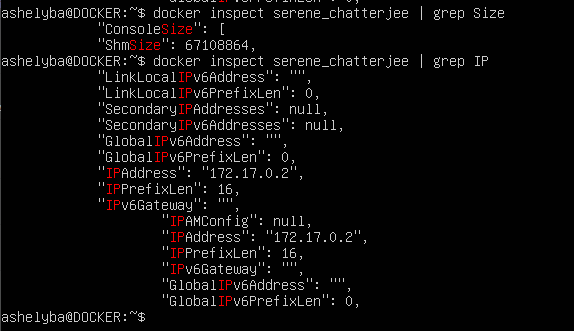 "GlobalIPv6PrefixLen": 0,
ashelyba@DOCKER:~$ docker inspect serene_chatterjee | grep Size
"ConsoleSize": [
"ShmSize": 67108864,
ashelyba@DOCKER:~$ docker inspect serene_chatterjee | grep IP
"LinkLocalIPv6Address": "",
"LinkLocalIPv6PrefixLen": 0,
"SecondaryIPAddresses": null,
"SecondaryIPv6Addresses": null,
"GlobalIPv6Address": "",
"GlobalIPv6PrefixLen": 0,
"IPAddress": "172.17.0.2",
"IPPrefixLen": 16,
"IPv6Gateway": "",
"IPAMConfig": null,
"IPAddress": "172.17.0.2",
"IPPrefixLen": 16,
"IPv6Gateway": "",
"GlobalIPv6Address": "",
"GlobalIPv6PrefixLen": 0,
ashelyba@DOCKER:~$